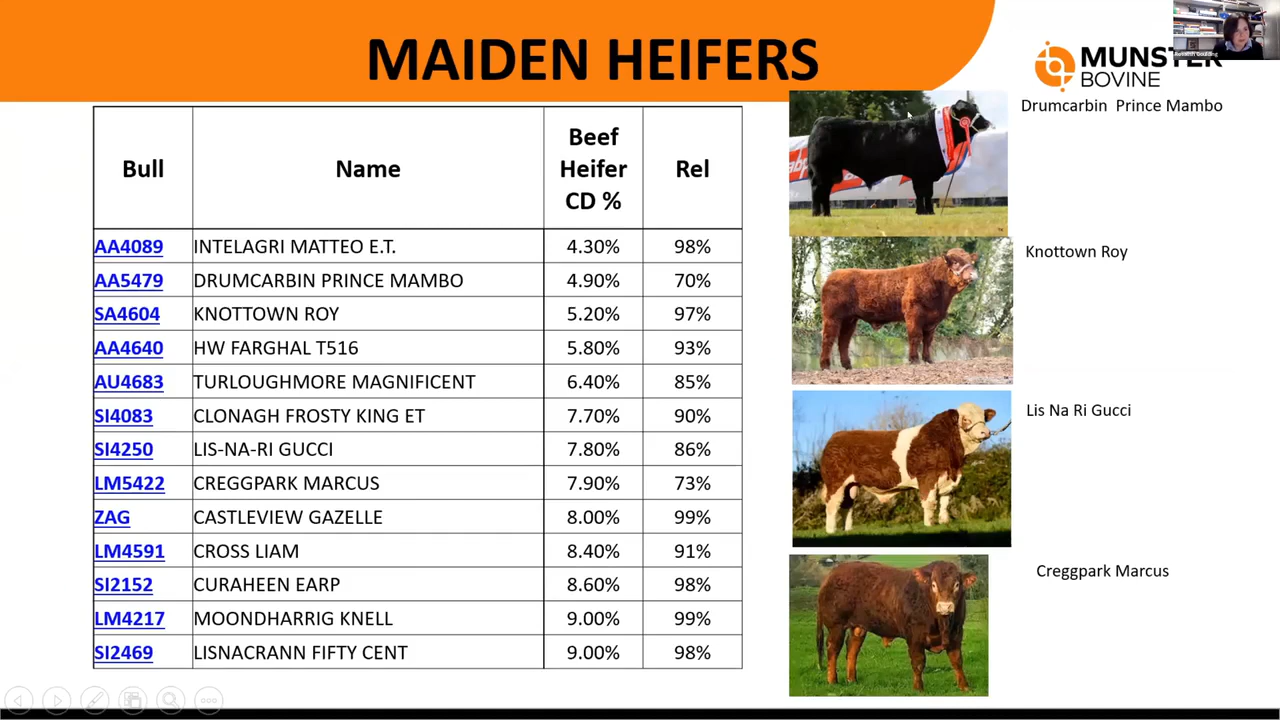 MAIDEN HEIFERS
MUNSTER
BOVINE
Bull Name Beef Heifer CD % Rel
AA4089 INTELAGRI MATTEO E.T. 4.30% 98%
AA5479 DRUMCARBIN PRINCE MAMBO 4.90% 70%
SA4604 KNOTTOWN ROY 5.20% 97%
AA4640 HW FARGHAL T516 5.80% 93%
AU4683 TURLOUGHMORE MAGNIFICENT 6.40% 85%
SI4083 CLONAGH FROSTY KING ET 7.70% 90%
SI4250 LIS-NA-RI GUCCI 7.80% 86%
LM5422 CREGGPARK MARCUS 7.90% 73%
ZAG CASTLEVIEW GAZELLE 8.00% 99%
LM4591 CROSS LIAM 8.40% 91%
SI2152 CURAHEEN EARP 8.60% 98%
LM4217 MOONDHARRIG KNELL 9.00% 99%
SI2469 LISNACRANN FIFTY CENT 9.00% 98%
Drumcarbin Prince Mambo
Knottown Roy
Lis Na Ri Gucci
Creggpark Marcus